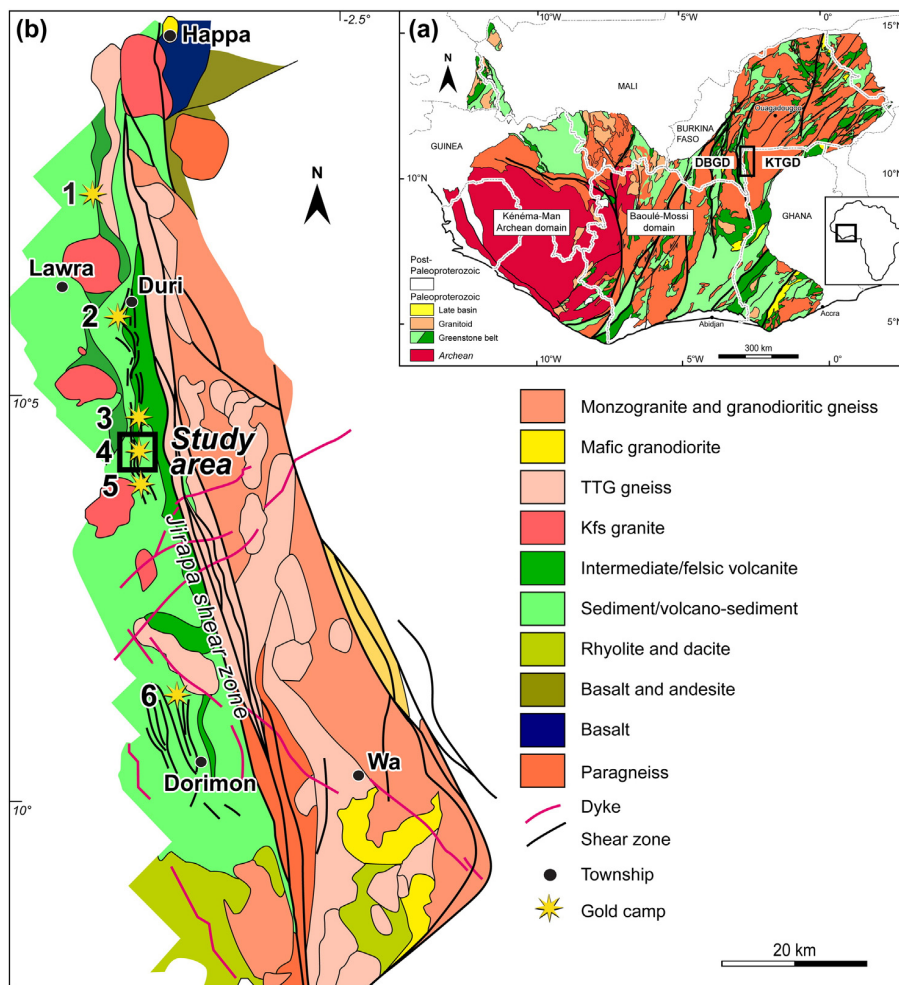 (b)
-2.5°
Happa
N
1
Lawra
Duri
2
10°5
3
4
Study
area
5
Jirapa shear zone
6
Wa
Dorimon
10°
(a)
10°W
5°W
0°
15°N
N
MALI
Ouagadougou
BURKINA
FASO
GUINEA
DBGD
KTGD
10°N
10°N
GHANA
Kénéma-Man
Archean domain
Baoulé-Mossi
domain
Post-
Paleoproterozoic
Paleoproterozoic
Late basin
Granitoid
Greenstone belt
Archean
Accra
5°N
5°N
Abidjan
300 km
10°W
5°W
0°
Monzogranite and granodioritic gneiss
Mafic granodiorite
TTG gneiss
Kfs granite
Intermediate/felsic volcanite
Sediment/volcano-sediment
Rhyolite and dacite
Basalt and andesite
Basalt
Paragneiss
Dyke
Shear zone
Township
Gold camp
20 km